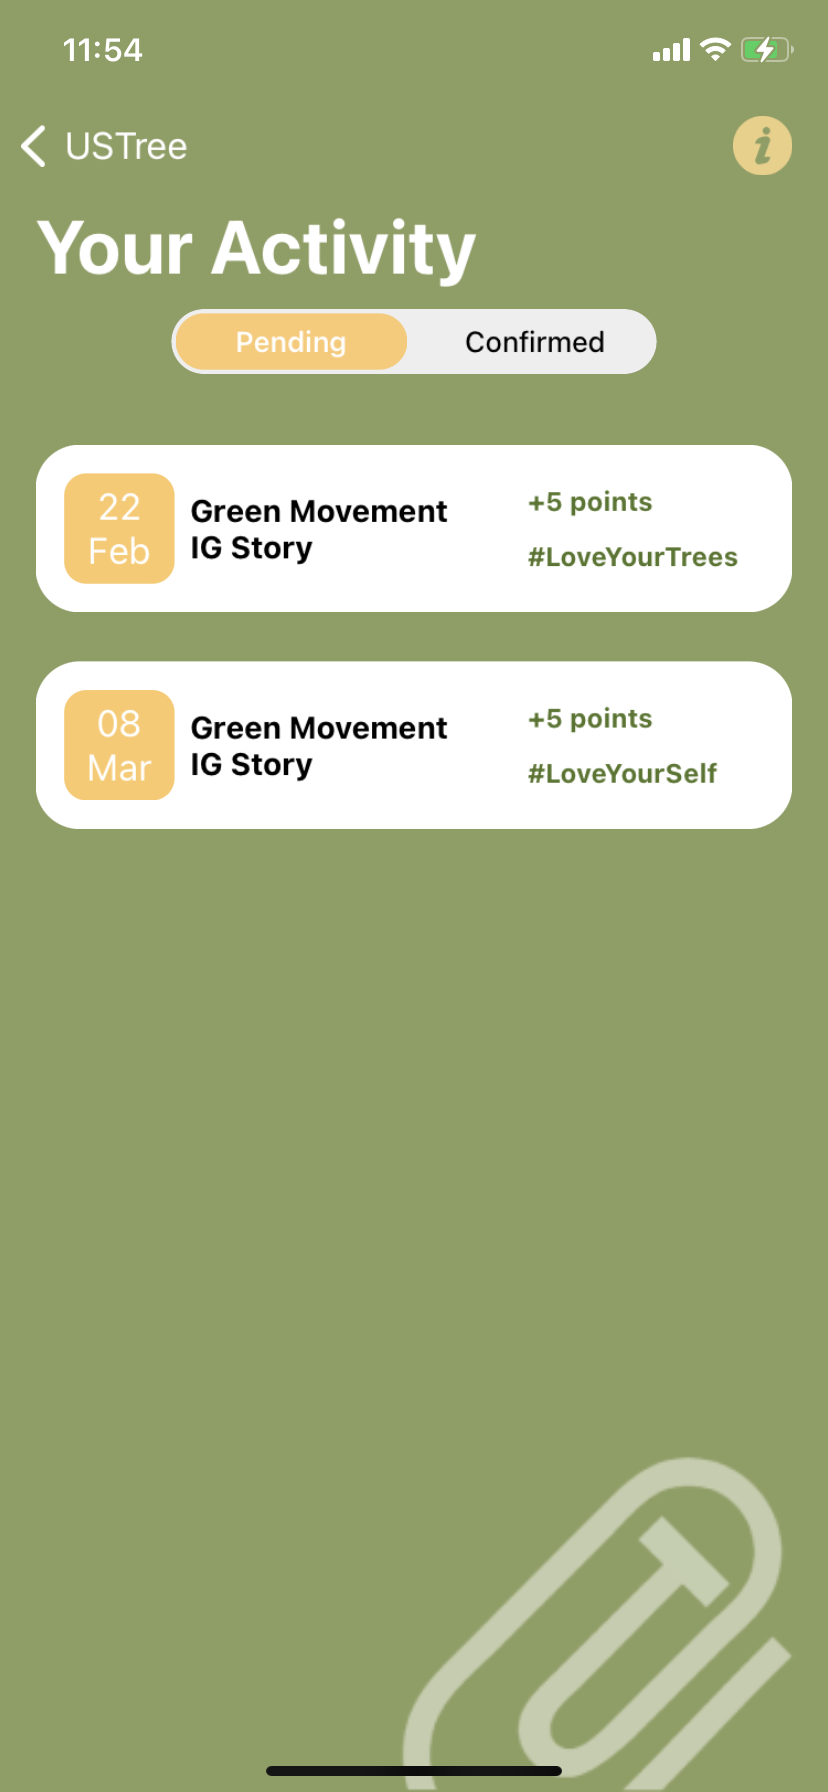 11:54
USTree
i
Your Activity
Pending
Confirmed
22
Feb
Green Movement
IG Story
+5 points
#LoveYourTrees
08
Mar
Green Movement
IG Story
+5 points
#LoveYourSelf